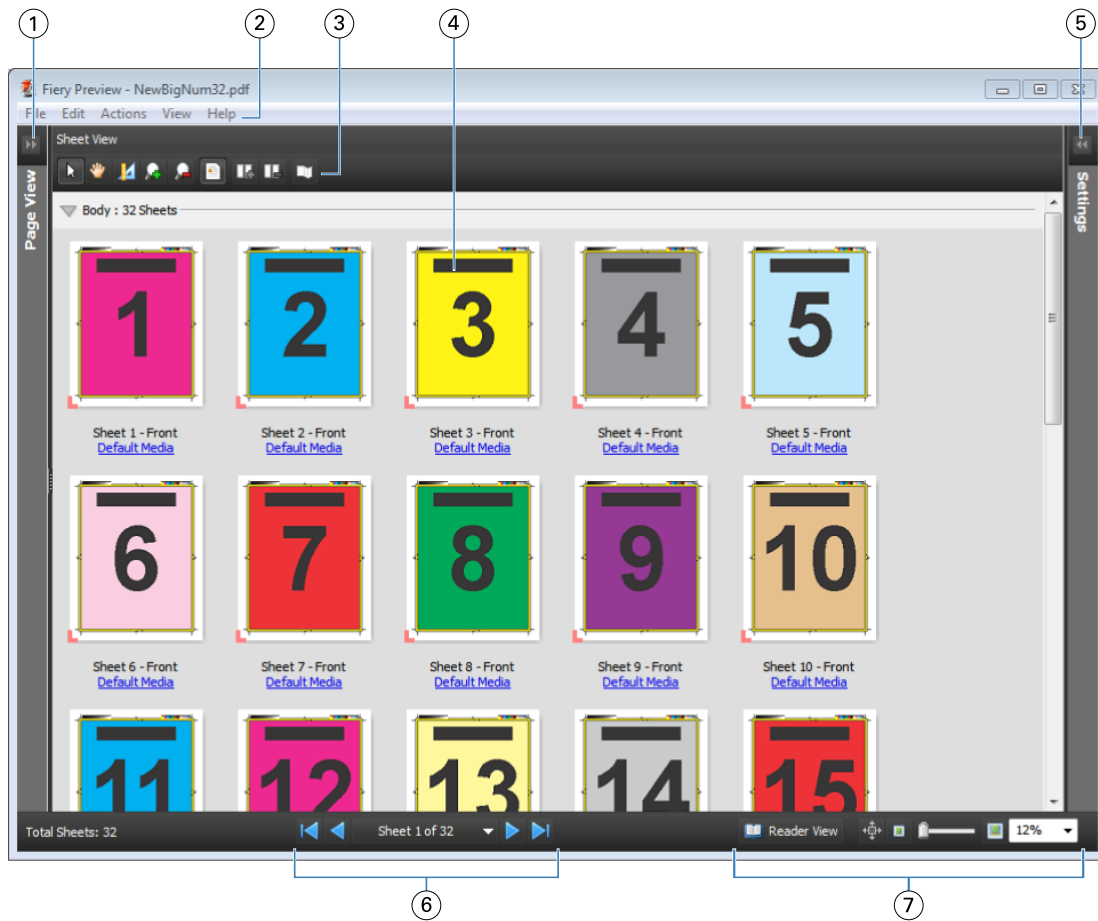 1 2 3 4 5
Fiery Preview - NewBigNum32.pdf
File Edit Actions View Help
Sheet View
Page View
Settings
Body : 32 Sheets
1 2 3 4 5
Sheet 1 - Front Sheet 2 - Front Sheet 3 - Front Sheet 4 - Front Sheet 5 - Front
Default Media Default Media Default Media Default Media Default Media
6 7 8 9 10
Sheet 6 - Front Sheet 7 - Front Sheet 8 - Front Sheet 9 - Front Sheet 10 - Front
Default Media Default Media Default Media Default Media Default Media
11 12 13 14 15
Total Sheets: 32 Sheet 1 of 32 Reader View 12%
6 7